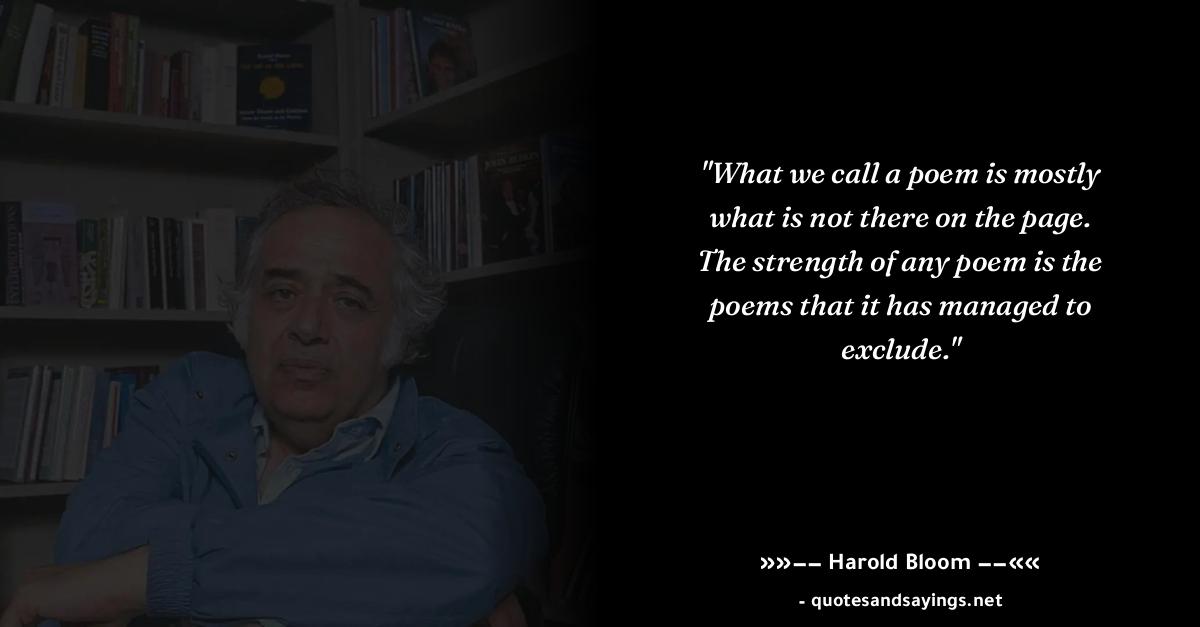 "What we call a poem is mostly
what is not there on the page.
The strength of any poem is the
poems that it has managed to
exclude."
»»–– Harold Bloom ––««
- quotesandsayings.net